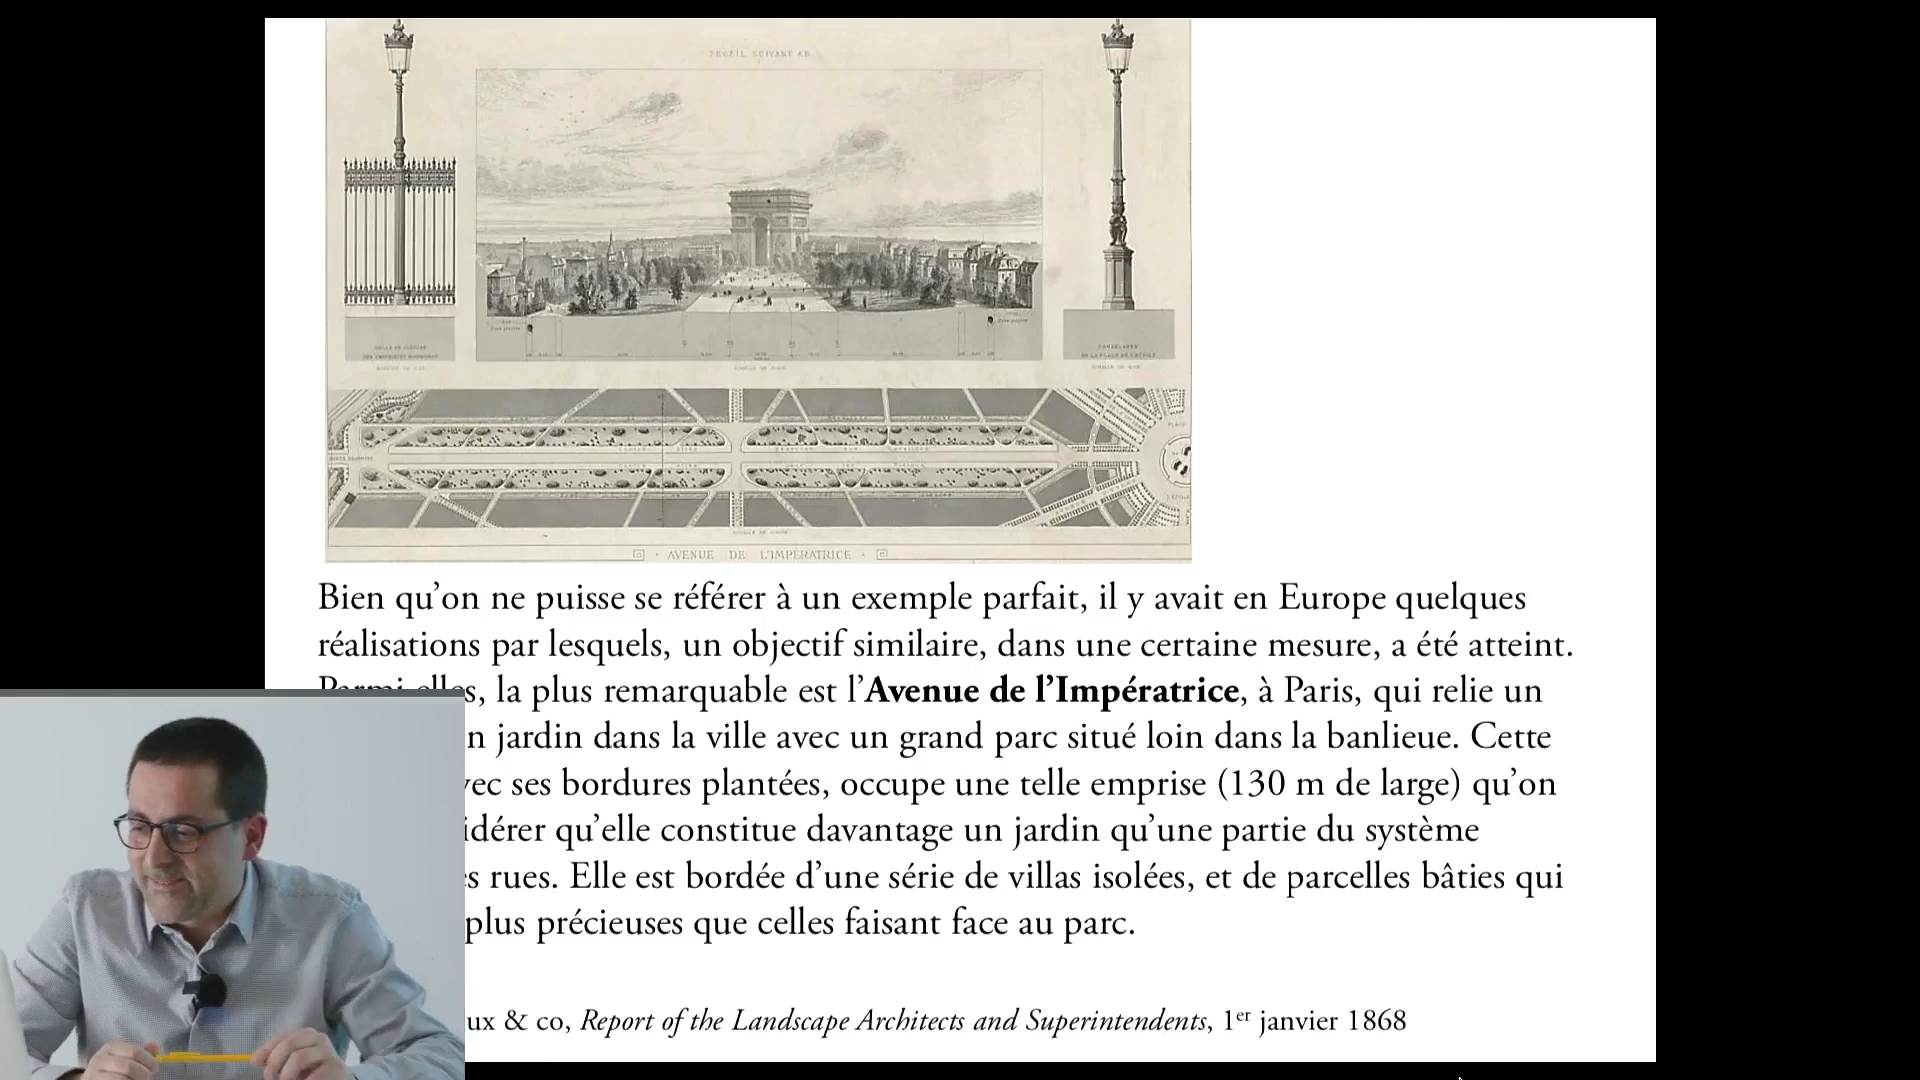 PROFIL SUIVANT A.B.
AVENUE DE L'IMPÉRATRICE
Bien qu'on ne puisse se référer à un exemple parfait, il y avait en Europe quelques
réalisations par lesquels, un objectif similaire, dans une certaine mesure, a été atteint.
la plus remarquable est l'Avenue de l'Impératrice, à Paris, qui relie un
jardin dans la ville avec un grand parc situé loin dans la banlieue. Cette
ses bordures plantées, occupe une telle emprise (130 m de large) qu'on
qu'elle constitue davantage un jardin qu'une partie du système
rues. Elle est bordée d'une série de villas isolées, et de parcelles bâties qui
plus précieuses que celles faisant face au parc.
& co, Report of the Landscape Architects and Superintendents, 1er janvier 1868